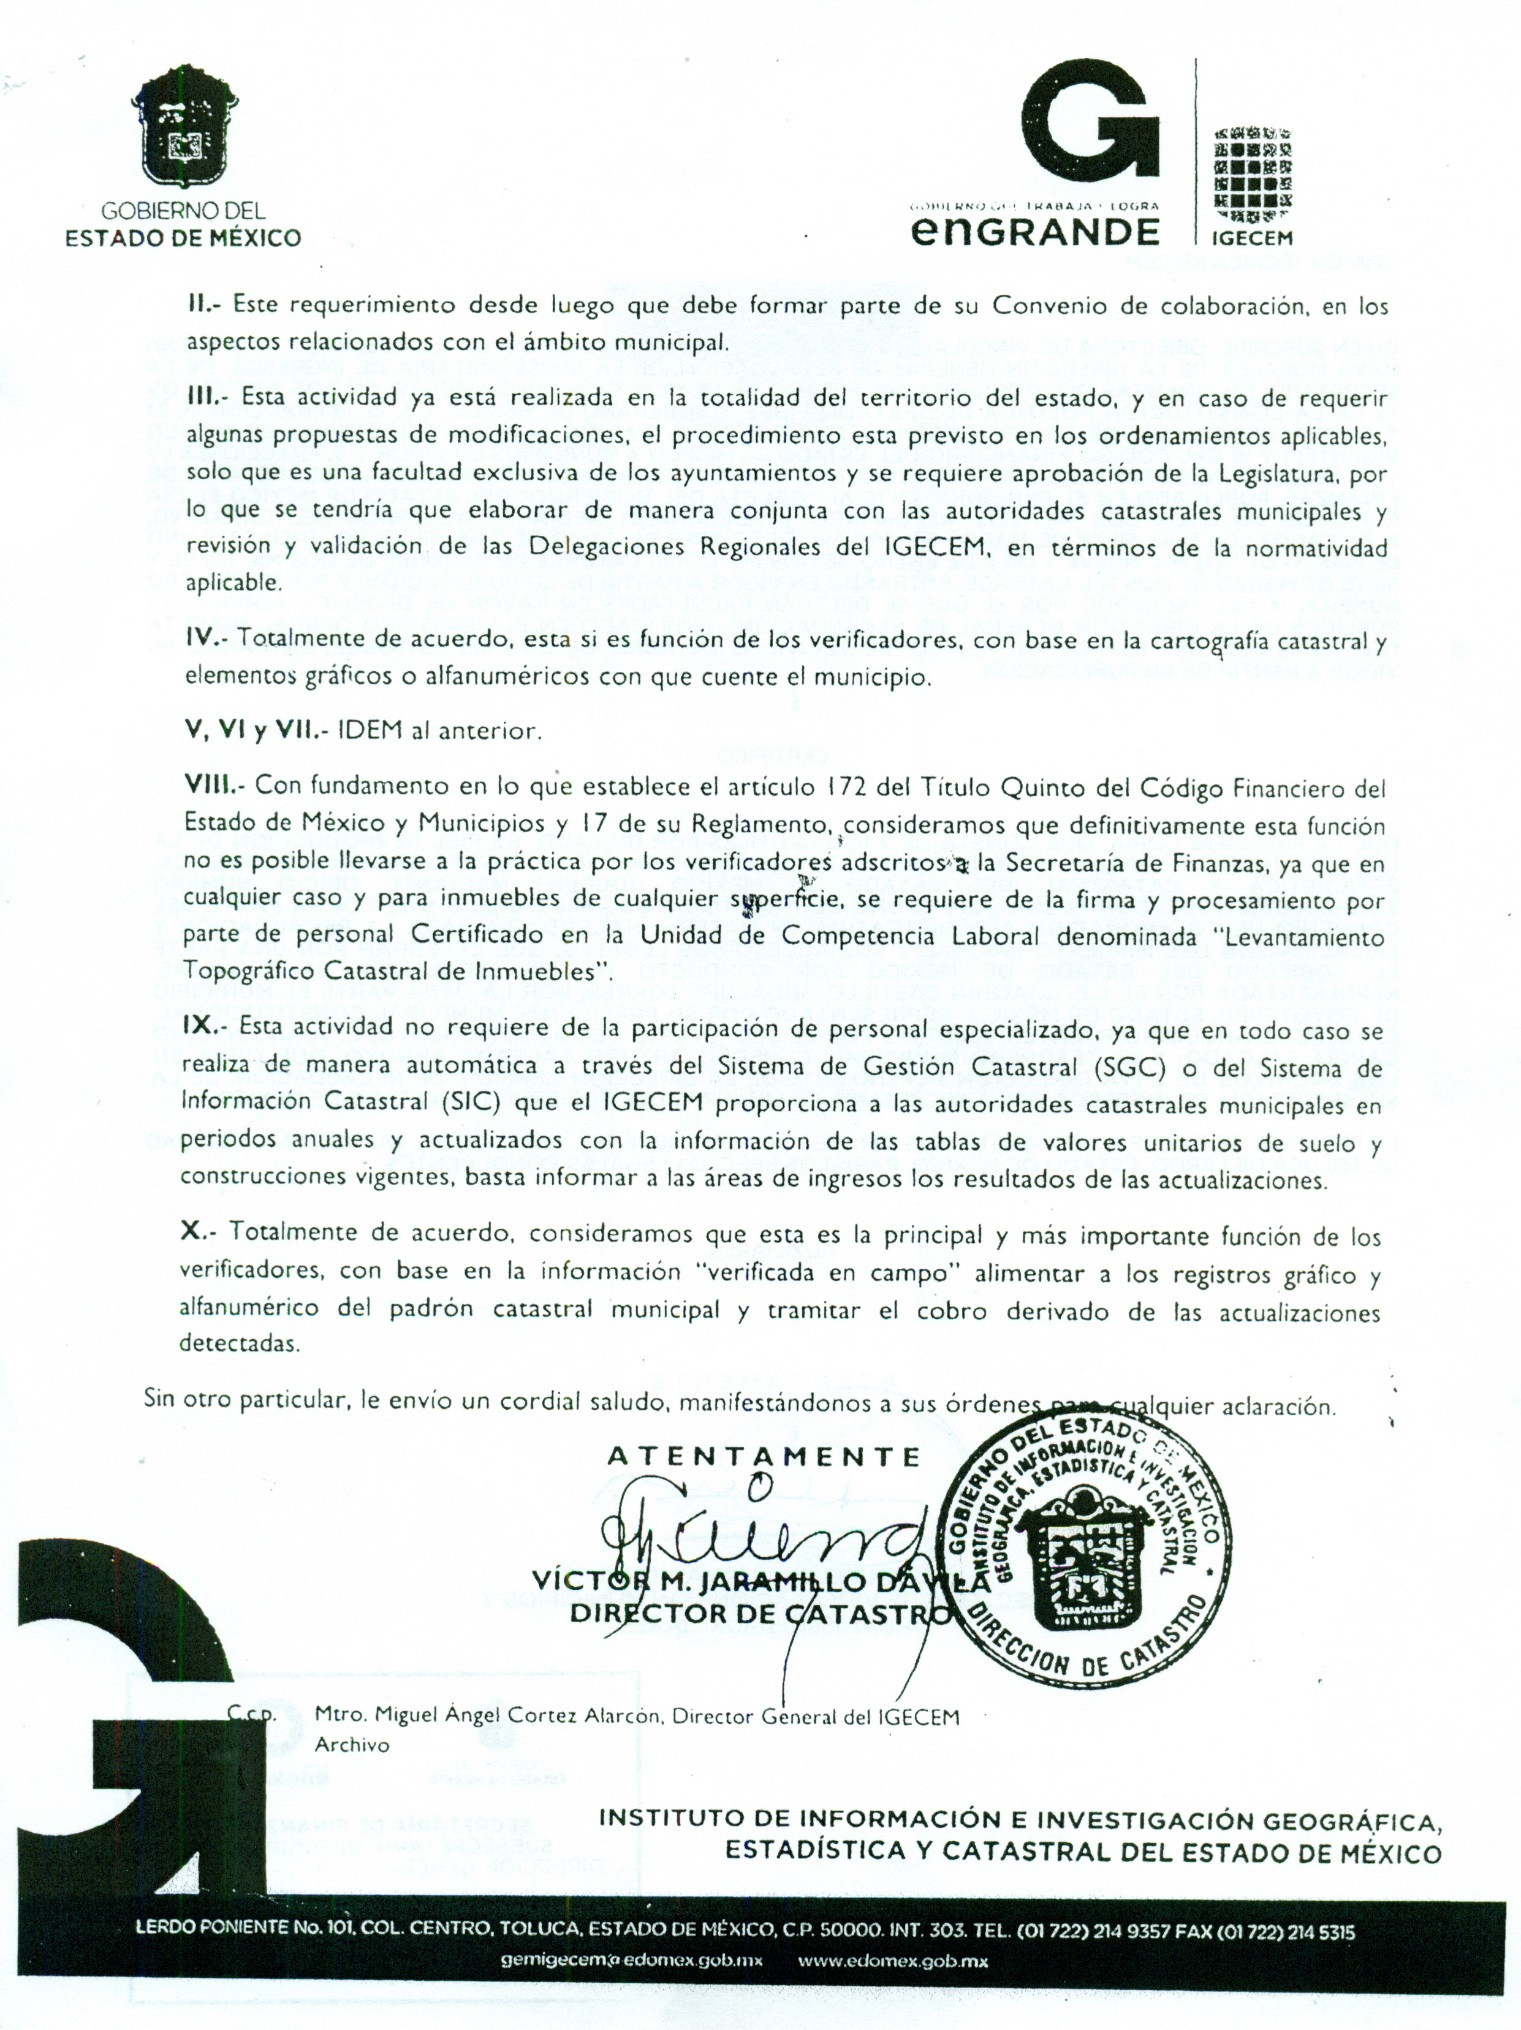 GOBIERNO DEL
ESTADO DE MÉXICO
GOBIERNO QUE TRABAJA Y LOGRA
enGRANDE
IGECEM
II.- Este requerimiento desde luego que debe formar parte de su Convenio de colaboración, en los
aspectos relacionados con el ámbito municipal.
III.- Esta actividad ya está realizada en la totalidad del territorio del estado, y en caso de requerir
algunas propuestas de modificaciones, el procedimiento esta previsto en los ordenamientos aplicables,
solo que es una facultad exclusiva de los ayuntamientos y se requiere aprobación de la Legislatura, por
lo que se tendría que elaborar de manera conjunta con las autoridades catastrales municipales y
revisión y validación de las Delegaciones Regionales del IGECEM, en términos de la normatividad
aplicable.
IV.- Totalmente de acuerdo, esta si es función de los verificadores, con base en la cartografía catastral y
elementos gráficos o alfanuméricos con que cuente el municipio.
V, VI y VII.- IDEM al anterior.
VIII.- Con fundamento en lo que establece el artículo 172 del Título Quinto del Código Financiero del
Estado de México y Municipios y 17 de su Reglamento, consideramos que definitivamente esta función
no es posible llevarse a la práctica por los verificadores adscritos a la Secretaría de Finanzas, ya que en
cualquier caso y para inmuebles de cualquier superficie, se requiere de la firma y procesamiento por
parte de personal Certificado en la Unidad de Competencia Laboral denominada “Levantamiento
Topográfico Catastral de Inmuebles”.
IX.- Esta actividad no requiere de la participación de personal especializado, ya que en todo caso se
realiza de manera automática a través del Sistema de Gestión Catastral (SGC) o del Sistema de
Información Catastral (SIC) que el IGECEM proporciona a las autoridades catastrales municipales en
periodos anuales y actualizados con la información de las tablas de valores unitarios de suelo y
construcciones vigentes, basta informar a las áreas de ingresos los resultados de las actualizaciones.
X.- Totalmente de acuerdo, consideramos que esta es la principal y más importante función de los
verificadores, con base en la información “verificada en campo” alimentar a los registros gráfico y
alfanumérico del padrón catastral municipal y tramitar el cobro derivado de las actualizaciones
detectadas.
Sin otro particular, le envío un cordial saludo, manifestándonos a sus órdenes para cualquier aclaración.
ATENTAMENTE
VÍCTOR M. JARAMILLO DÁVILA
DIRECTOR DE CATASTRO
GOBIERNO DEL ESTADO DE MEXICO
INSTITUTO DE INFORMACION E INVESTIGACION
GEOGRAFICA, ESTADISTICA Y CATASTRAL
DIRECCION DE CATASTRO
C.c.p. Mtro. Miguel Ángel Cortez Alarcón, Director General del IGECEM
Archivo
INSTITUTO DE INFORMACIÓN E INVESTIGACIÓN GEOGRÁFICA,
ESTADÍSTICA Y CATASTRAL DEL ESTADO DE MÉXICO
LERDO PONIENTE No. 101, COL. CENTRO, TOLUCA, ESTADO DE MÉXICO, C.P. 50000. INT. 303. TEL. (01 722) 214 9357 FAX (01 722) 214 5315
gemigecem@edomex.gob.mx www.edomex.gob.mx